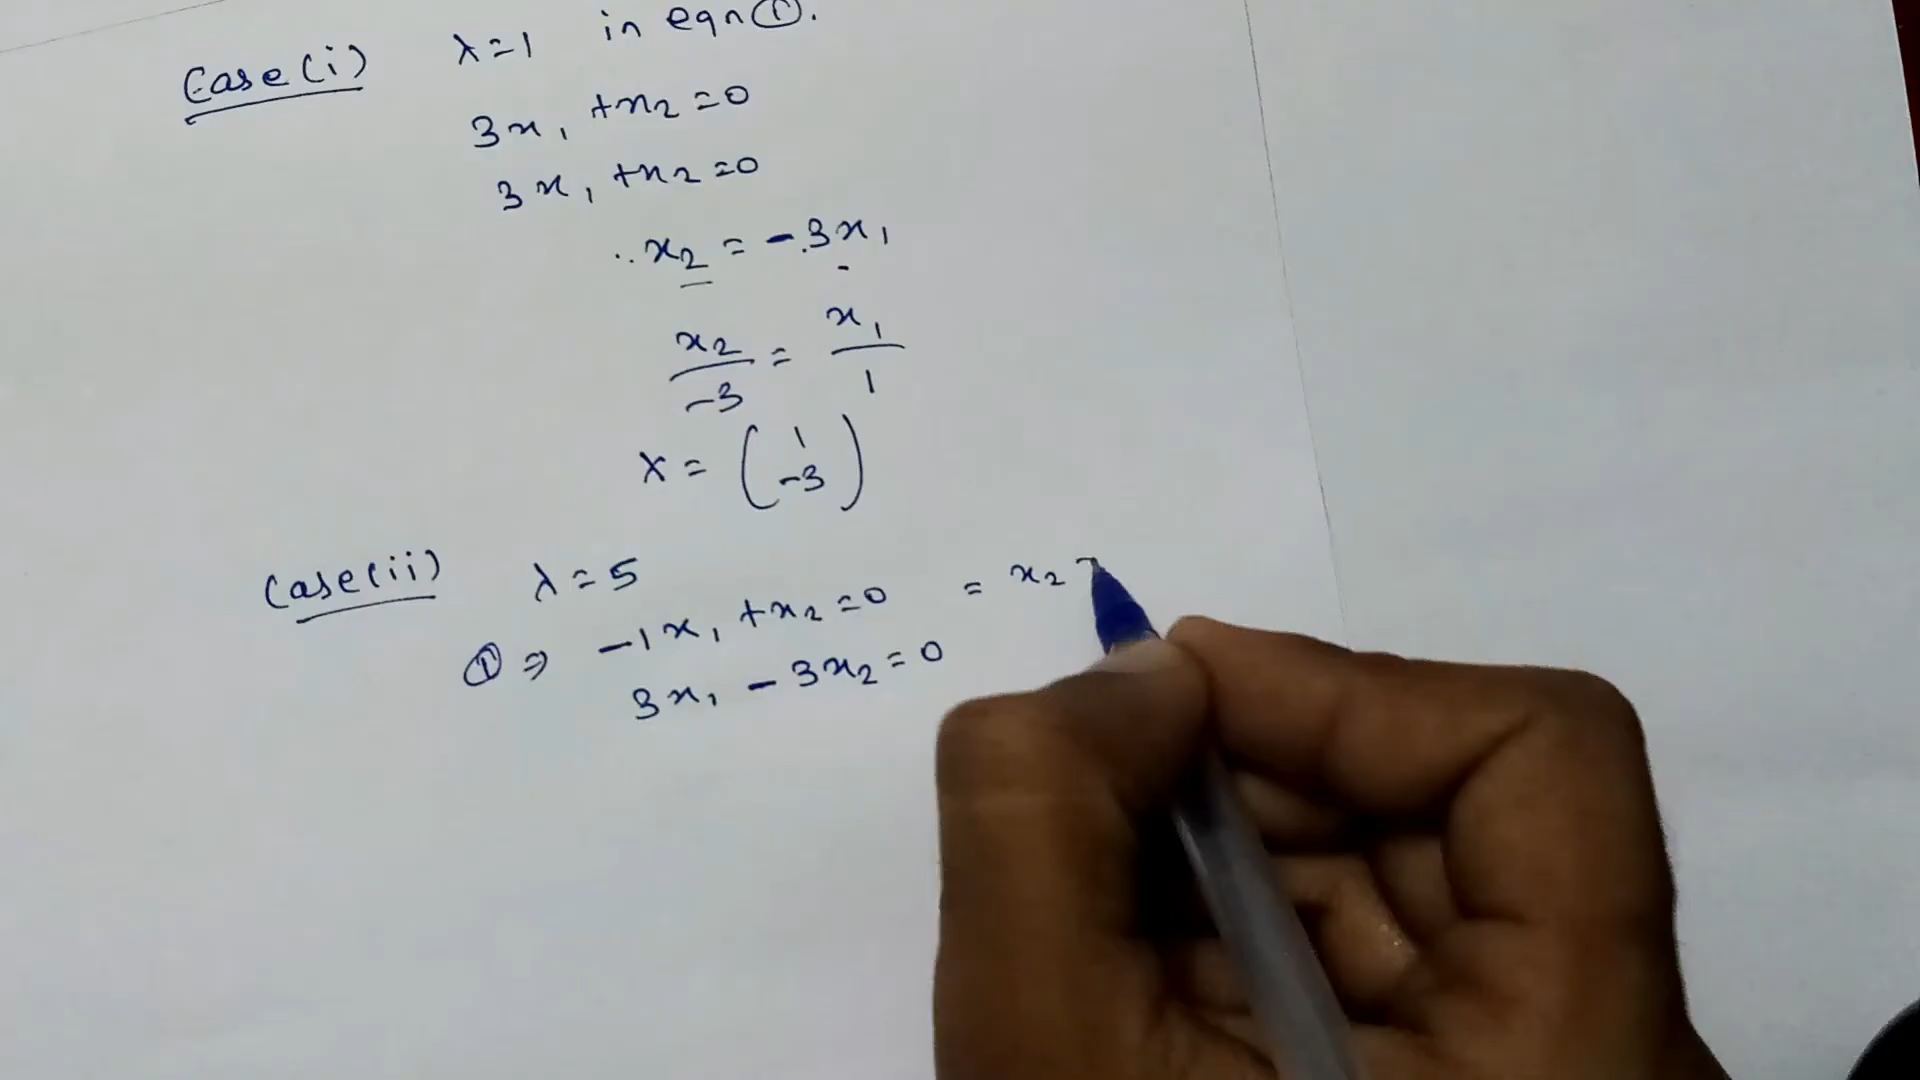 Case(i) λ=1 in eqn ①.
3x₁ +x₂ =0
3x₁ +x₂ =0
∴ x₂ = -3x₁
x₂/-3 = x₁/1
X = (1 -3)
Case(ii) λ=5
① ⇒ -1x₁ +x₂ =0 = x₂
3x₁ - 3x₂ = 0